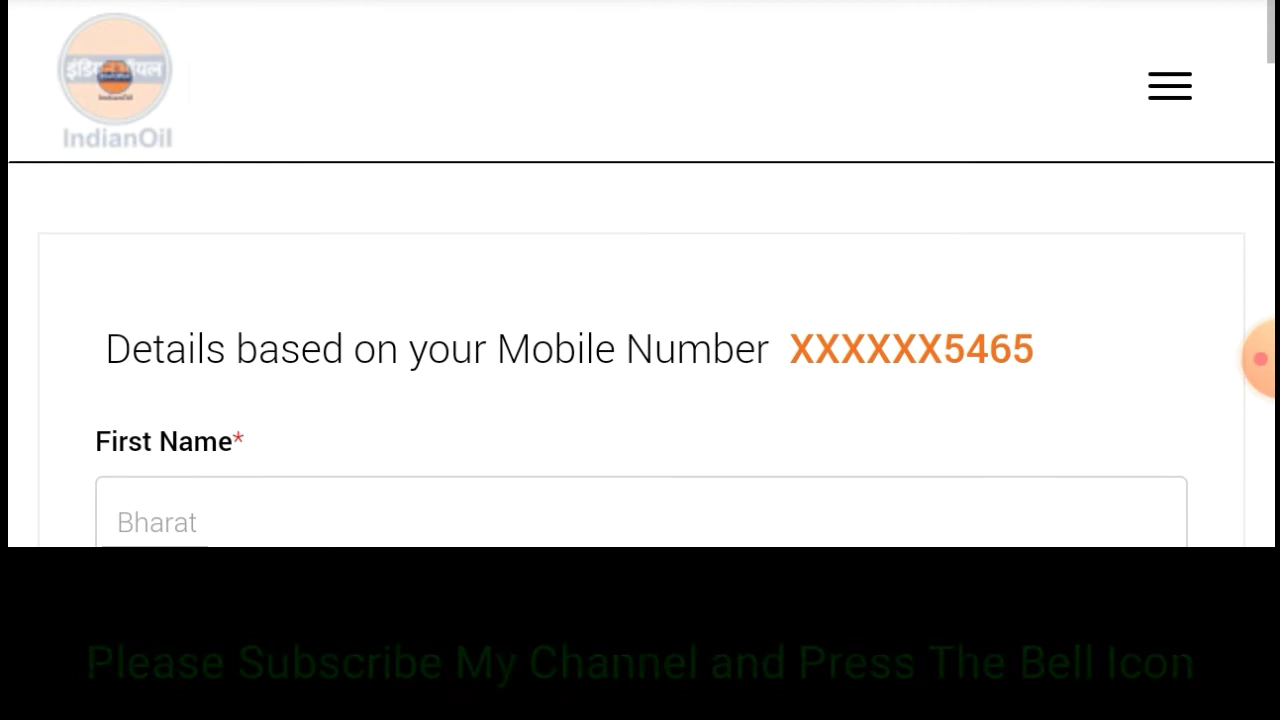 इंडियनऑयल
IndianOil
Details based on your Mobile Number XXXXXX5465
First Name*
Bharat
Please Subscribe My Channel and Press The Bell Icon